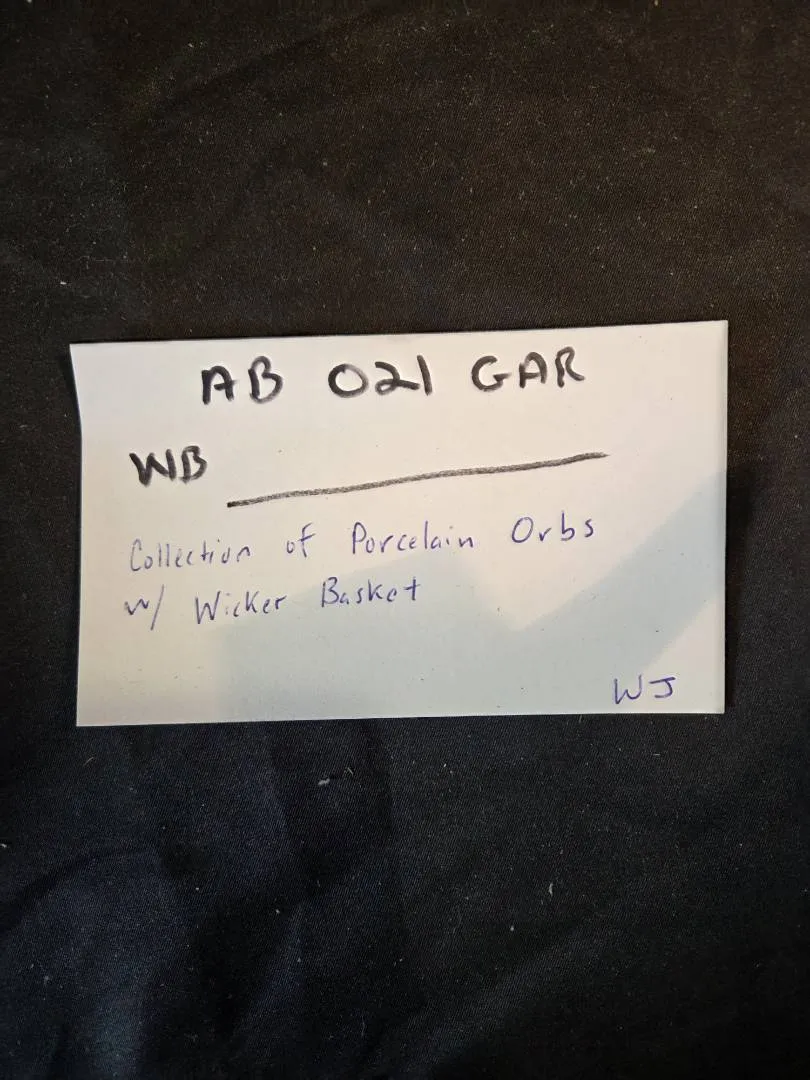 AB 021 GAR
WB
Collection of Porcelain Orbs
w/ Wicker Basket
WJ